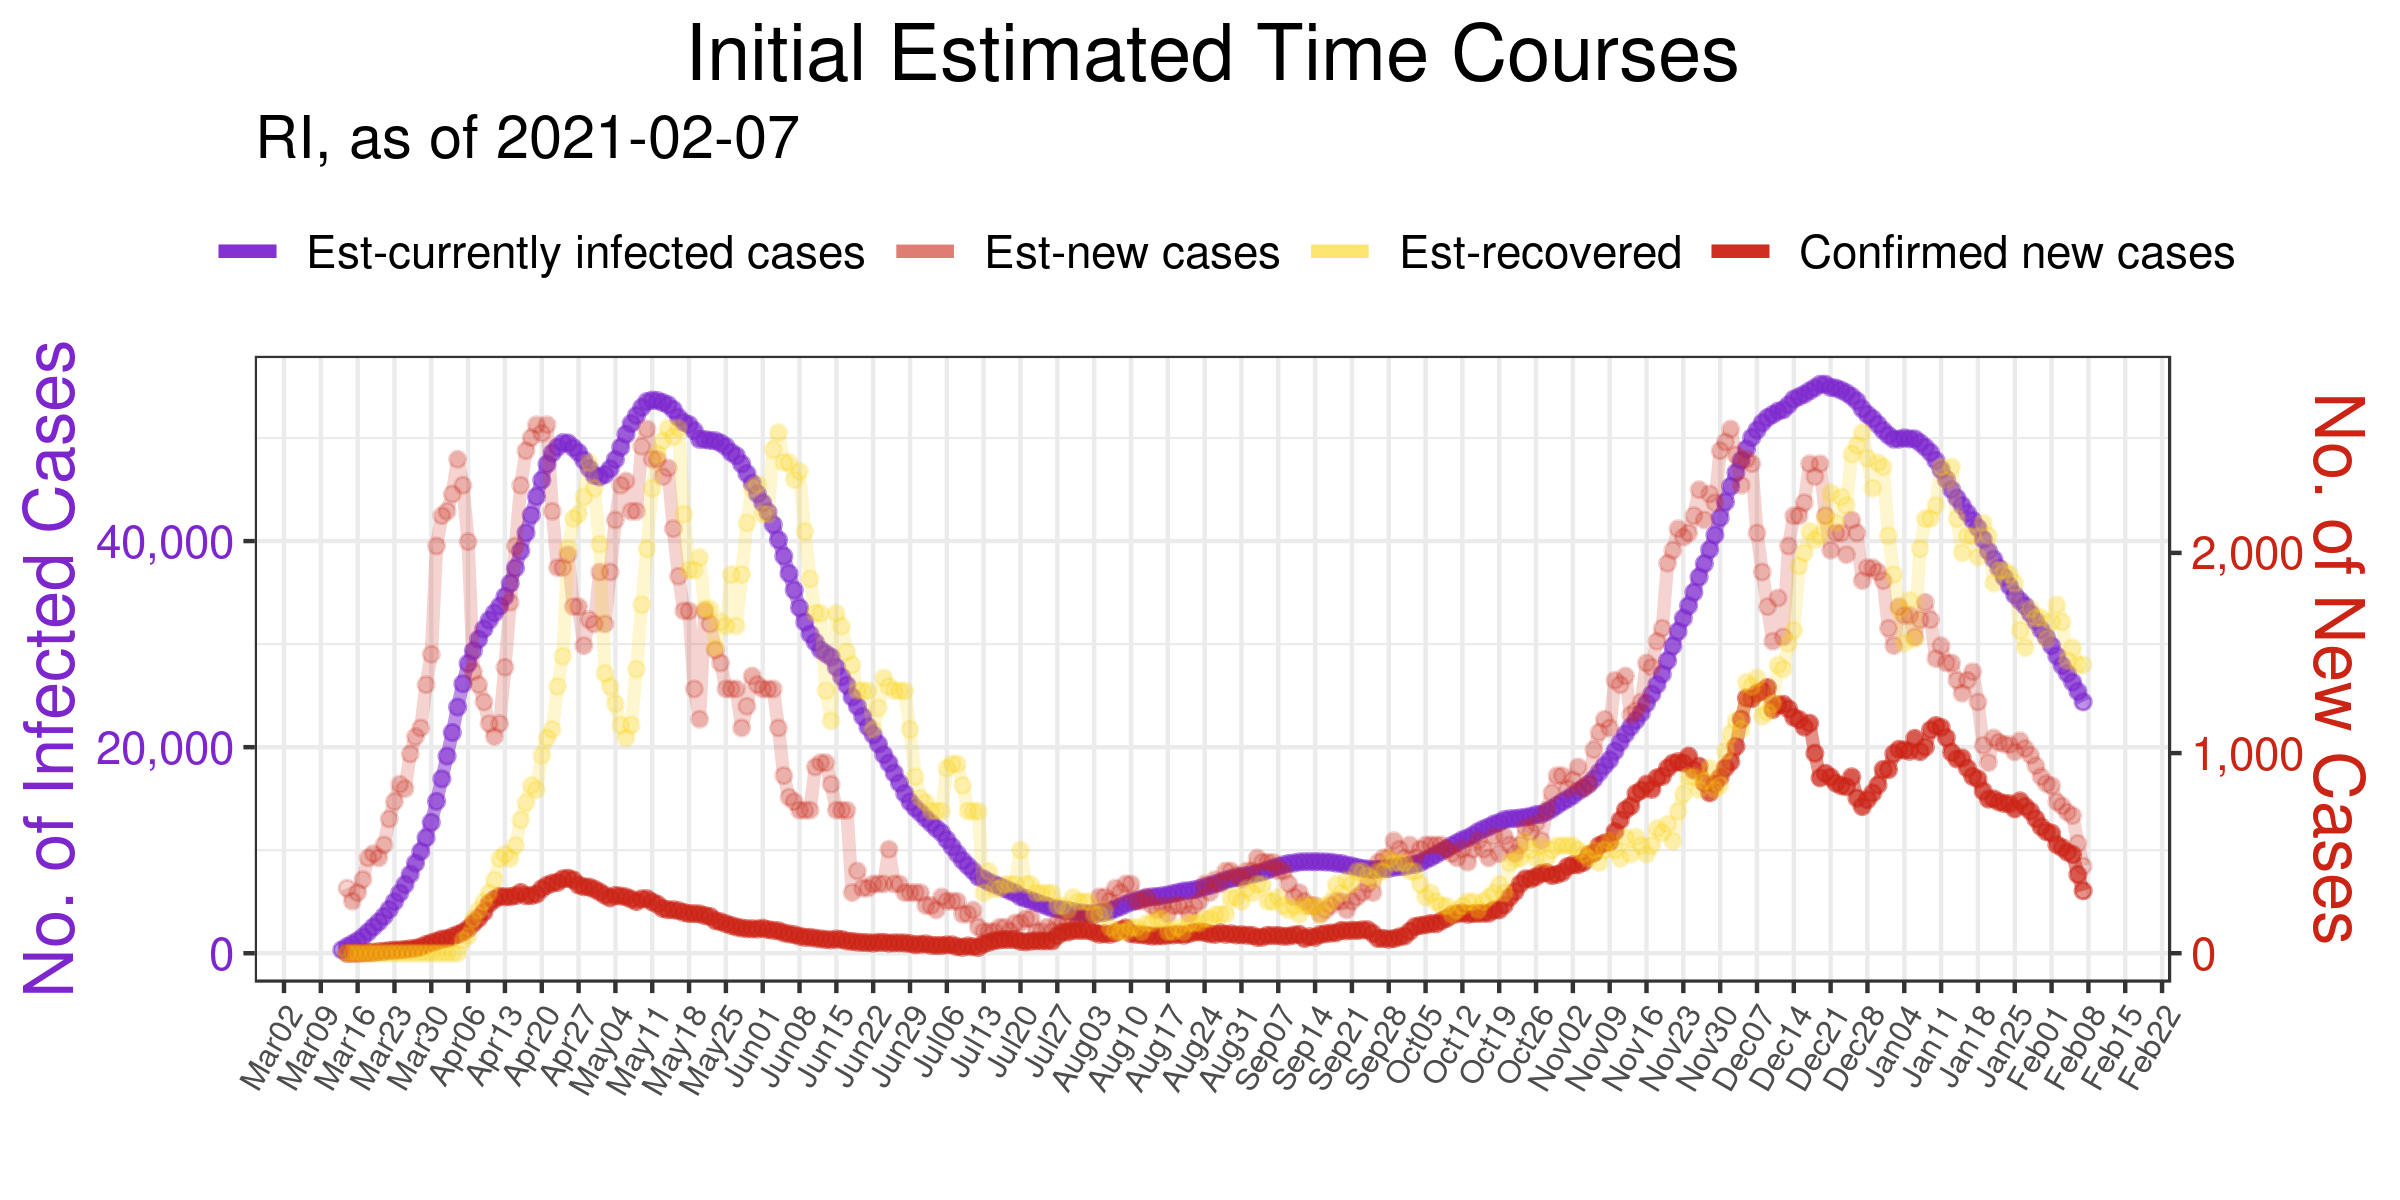 Initial Estimated Time Courses
RI, as of 2021-02-07
Est-currently infected cases Est-new cases Est-recovered Confirmed new cases
No. of Infected Cases
40,000
20,000
0
No. of New Cases
2,000
1,000
0
Mar02 Mar09 Mar16 Mar23 Mar30 Apr06 Apr13 Apr20 Apr27 May04 May11 May18 May25 Jun01 Jun08 Jun15 Jun22 Jun29 Jul06 Jul13 Jul20 Jul27 Aug03 Aug10 Aug17 Aug24 Aug31 Sep07 Sep14 Sep21 Sep28 Oct05 Oct12 Oct19 Oct26 Nov02 Nov09 Nov16 Nov23 Nov30 Dec07 Dec14 Dec21 Dec28 Jan04 Jan11 Jan18 Jan25 Feb01 Feb08 Feb15 Feb22